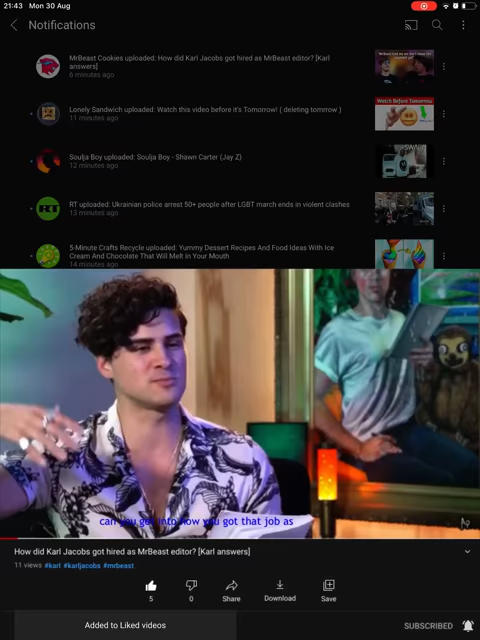 21:43 Mon 30 Aug
Notifications
MrBeast Cookies uploaded: How did Karl Jacobs got hired as MrBeast editor? [Karl
answers]
6 minutes ago
Lonely Sandwich uploaded: Watch this video before it's Tomorrow! ( deleting tomrrow )
11 minutes ago
Watch Before Tomorrow
Soulja Boy uploaded: Soulja Boy - Shawn Carter (Jay Z)
12 minutes ago
RT
RT uploaded: Ukrainian police arrest 50+ people after LGBT march ends in violent clashes
13 minutes ago
5-Minute Crafts Recycle uploaded: Yummy Dessert Recipes And Food Ideas With Ice
Cream And Chocolate That Will Melt in Your Mouth
14 minutes ago
can you get into how you got that job as
How did Karl Jacobs got hired as MrBeast editor? [Karl answers]
11 views #karl #karljacobs #mrbeast
5
0
Share
Download
Save
Added to Liked videos
SUBSCRIBED